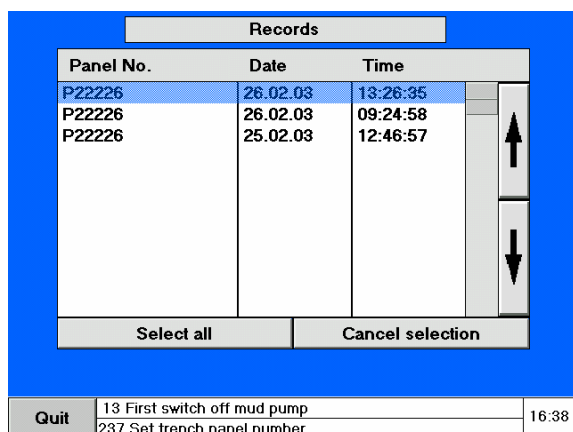 Records
Panel No. Date Time
P22226 26.02.03 13:26:35
P22226 26.02.03 09:24:58
P22226 25.02.03 12:46:57
Select all Cancel selection
Quit 13 First switch off mud pump 16:38
237 Set trench panel number